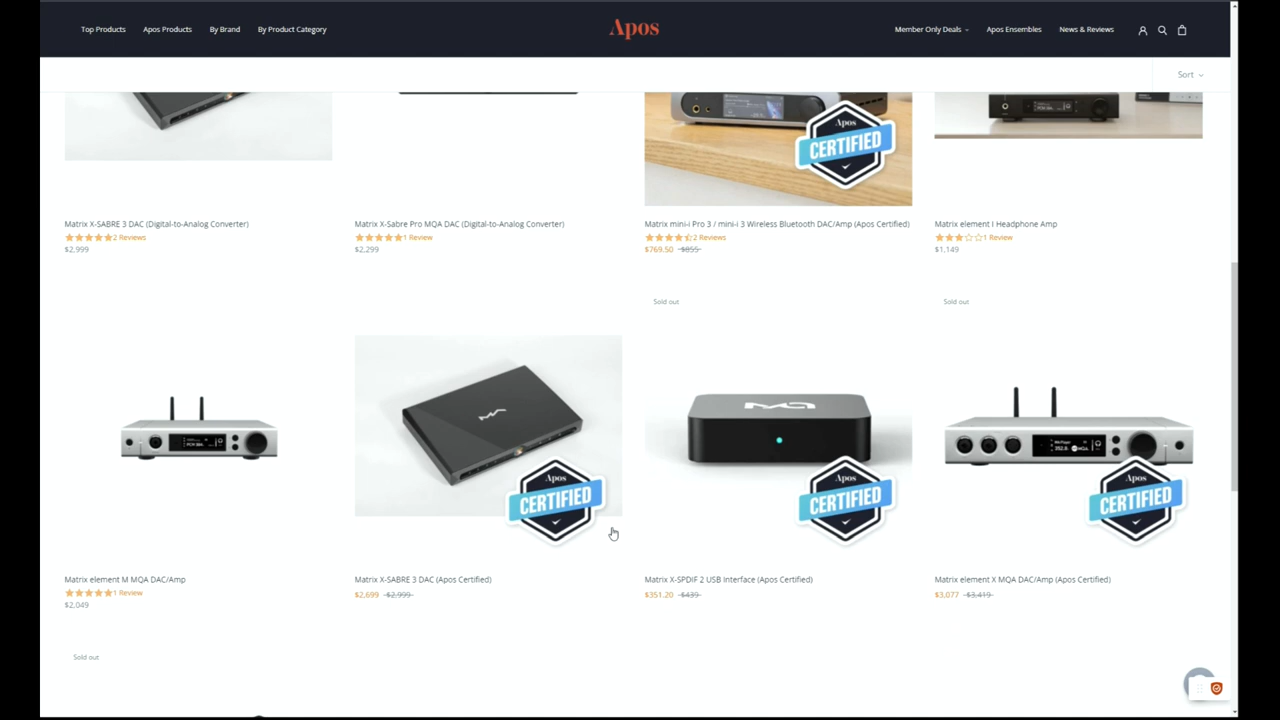 Top Products
Apos Products
By Brand
By Product Category
Apos
Member Only Deals
Apos Ensembles
News & Reviews
Sort
Apos
CERTIFIED
Matrix X-SABRE 3 DAC (Digital-to-Analog Converter)
2 Reviews
$2,999
Matrix X-Sabre Pro MQA DAC (Digital-to-Analog Converter)
1 Review
$2,299
Matrix mini-i Pro 3 / mini-i 3 Wireless Bluetooth DAC/Amp (Apos Certified)
2 Reviews
$769.50 $855
Matrix element I Headphone Amp
1 Review
$1,149
Sold out
Sold out
Apos
CERTIFIED
Apos
CERTIFIED
Apos
CERTIFIED
Matrix element M MQA DAC/Amp
1 Review
$2,049
Matrix X-SABRE 3 DAC (Apos Certified)
$2,699 $2,999
Matrix X-SPDIF 2 USB Interface (Apos Certified)
$351.20 $439
Matrix element X MQA DAC/Amp (Apos Certified)
$3,077 $3,419
Sold out